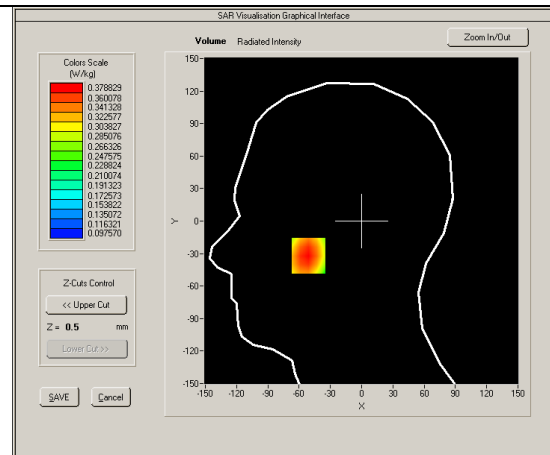 SAR Visualisation Graphical Interface
Volume Radiated Intensity
Zoom In/Out
Colors Scale
(W/kg)
0.378829
0.360078
0.341328
0.322577
0.303827
0.285076
0.266326
0.247575
0.228824
0.210074
0.191323
0.172573
0.153822
0.135072
0.116321
0.097570
Z-Cuts Control
<< Upper Cut
Z = 0.5 mm
Lower Cut >>
SAVE Cancel
150-
120-
90-
60-
30-
0-
-30-
-60-
-90-
-120-
-150-
Y
-150 -120 -90 -60 -30 0 30 60 90 120 150
X